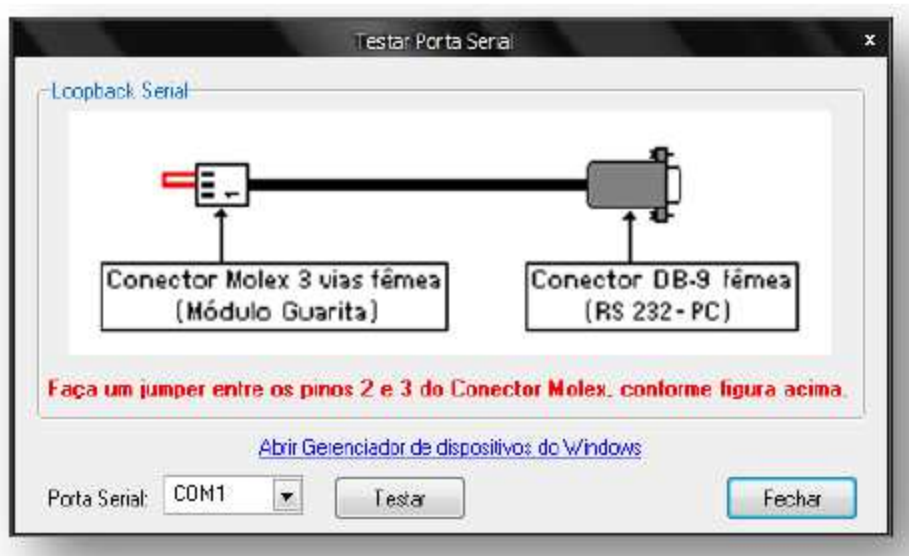 Testar Porta Serial
x
Loopback Serial
1
Conector Molex 3 vias fêmea
(Módulo Guarita)
Conector DB-9 fêmea
(RS 232 - PC)
Faça um jumper entre os pinos 2 e 3 do Conector Molex, conforme figura acima.
Abrir Gerenciador de dispositivos do Windows
Porta Serial: COM1 Testar Fechar